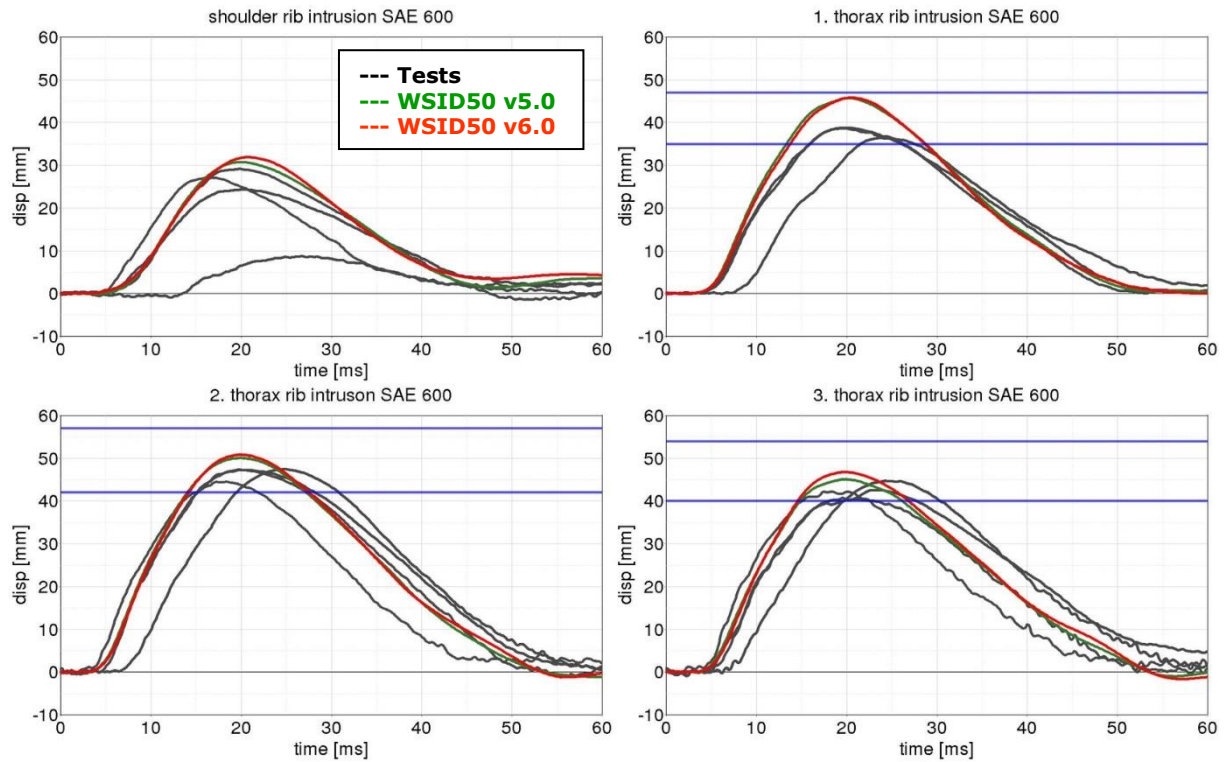 shoulder rib intrusion SAE 600
60
50
40
30
20
10
0
-10
disp [mm]
0 10 20 30 40 50 60
time [ms]
--- Tests
--- WSID50 v5.0
--- WSID50 v6.0
1. thorax rib intrusion SAE 600
60
50
40
30
20
10
0
-10
disp [mm]
0 10 20 30 40 50 60
time [ms]
2. thorax rib intruson SAE 600
60
50
40
30
20
10
0
-10
disp [mm]
0 10 20 30 40 50 60
time [ms]
3. thorax rib intrusion SAE 600
60
50
40
30
20
10
0
-10
disp [mm]
0 10 20 30 40 50 60
time [ms]